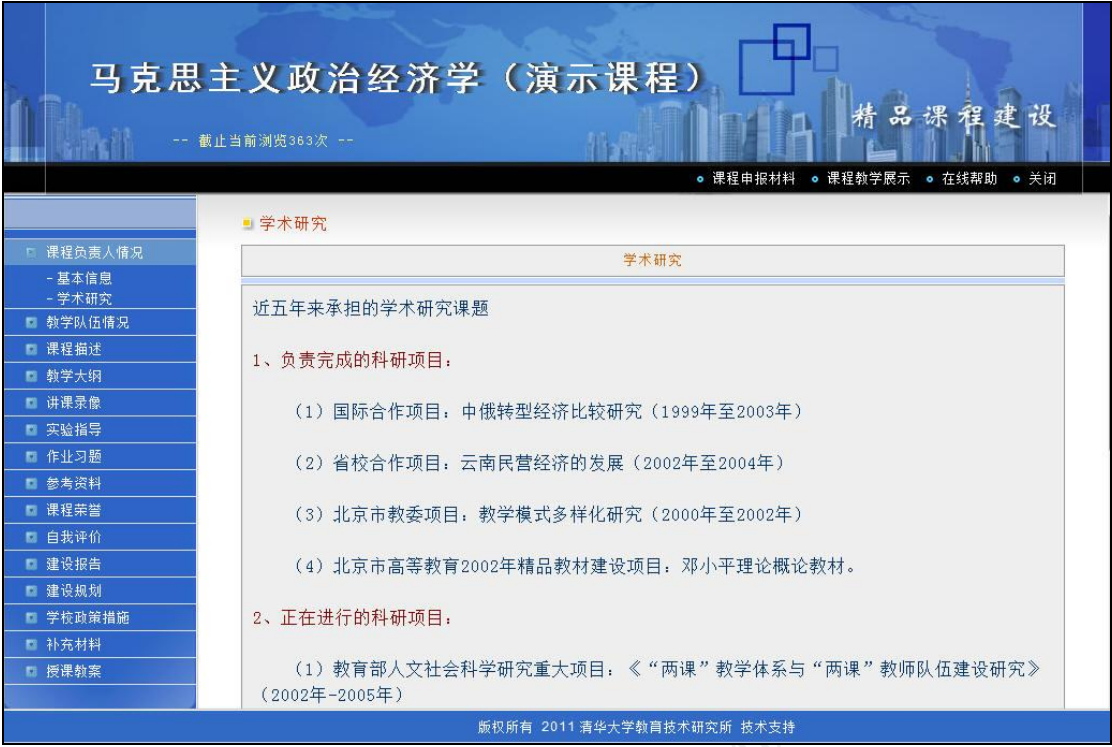 马克思主义政治经济学（演示课程）
精品课程建设
-- 截止当前浏览363次 --
课程申报材料 课程教学展示 在线帮助 关闭
课程负责人情况
- 基本信息
- 学术研究
教学队伍情况
课程描述
教学大纲
讲课录像
实验指导
作业习题
参考资料
课程荣誉
自我评价
建设报告
建设规划
学校政策措施
补充材料
授课教案
学术研究
学术研究
近五年来承担的学术研究课题
1、负责完成的科研项目：
（1）国际合作项目：中俄转型经济比较研究（1999年至2003年）
（2）省校合作项目：云南民营经济的发展（2002年至2004年）
（3）北京市教委项目：教学模式多样化研究（2000年至2002年）
（4）北京市高等教育2002年精品教材建设项目：邓小平理论概论教材。
2、正在进行的科研项目：
（1）教育部人文社会科学研究重大项目：《“两课”教学体系与“两课”教师队伍建设研究》
（2002年-2005年）
版权所有 2011 清华大学教育技术研究所 技术支持